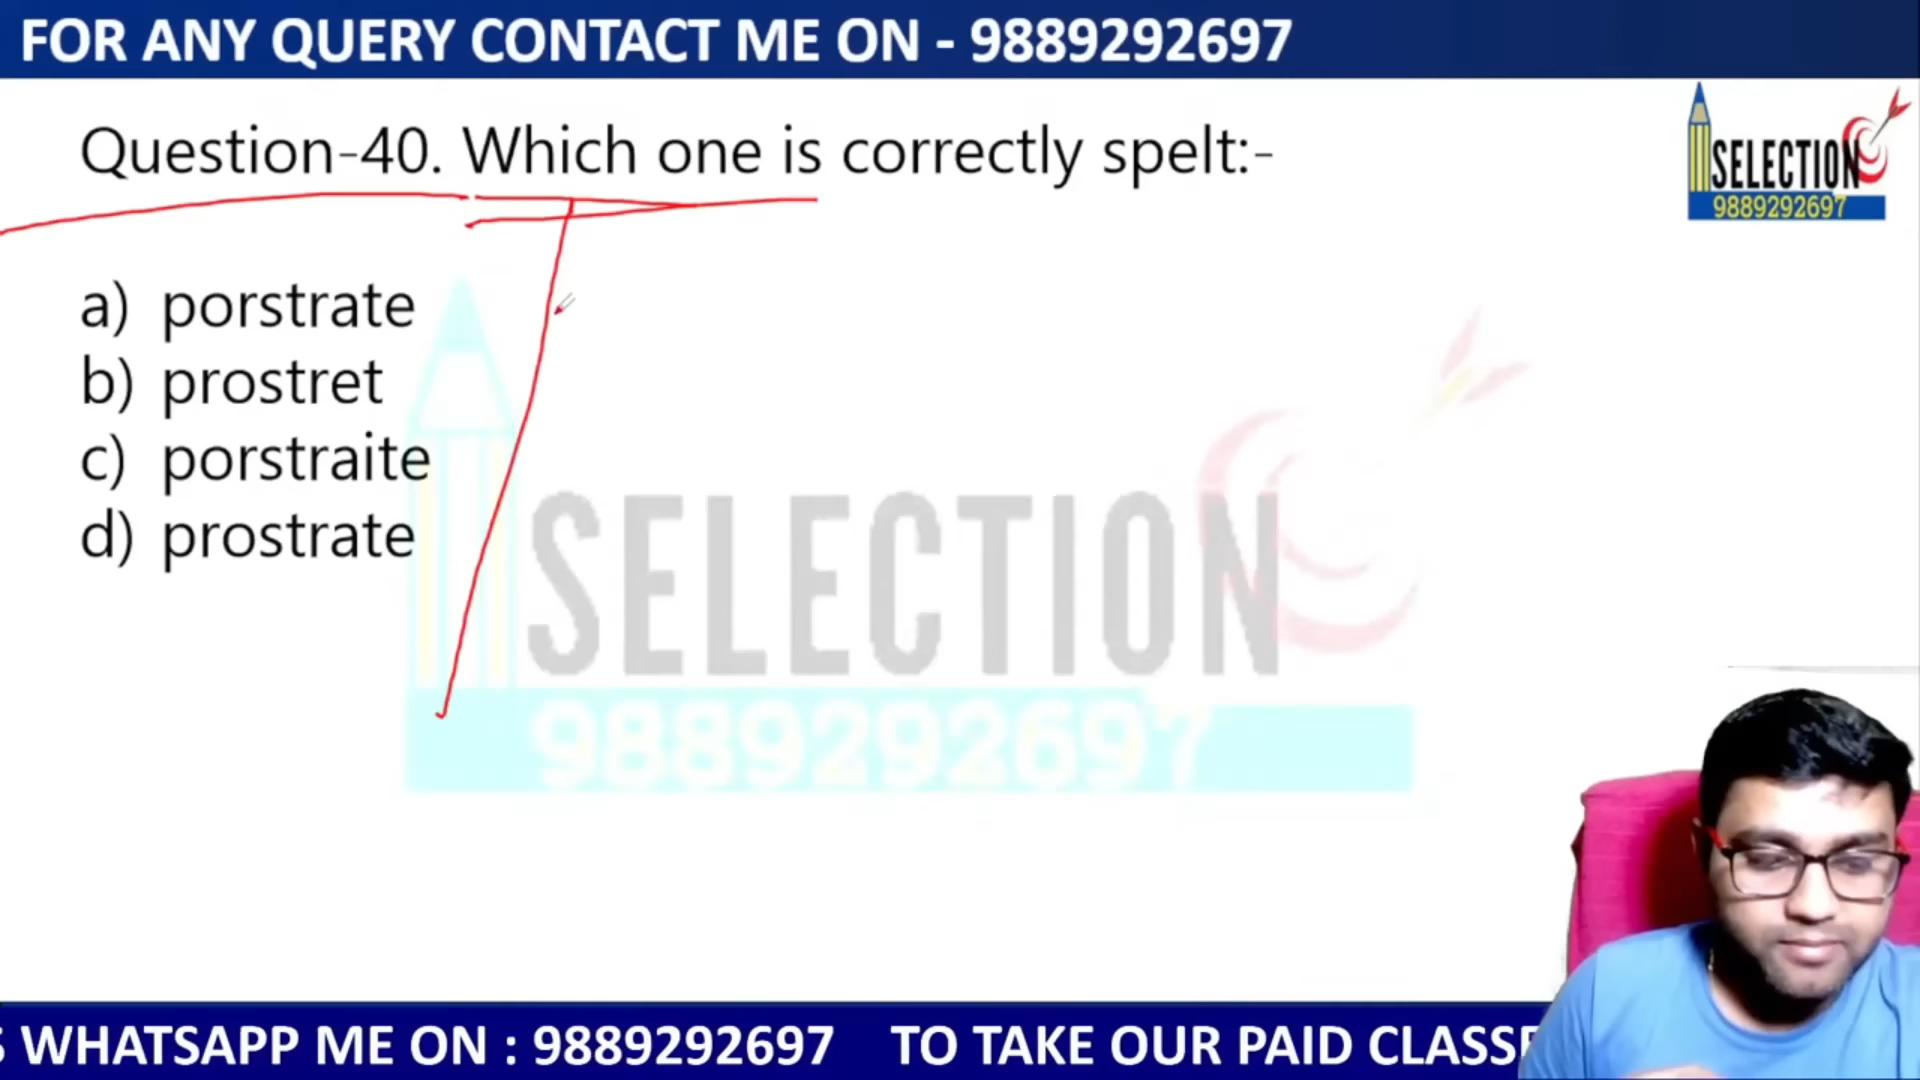 FOR ANY QUERY CONTACT ME ON - 9889292697
Question-40. Which one is correctly spelt:-
SELECTION
9889292697
a) porstrate
b) prostret
c) porstraite
d) prostrate
SELECTION
9889292697
WHATSAPP ME ON : 9889292697 TO TAKE OUR PAID